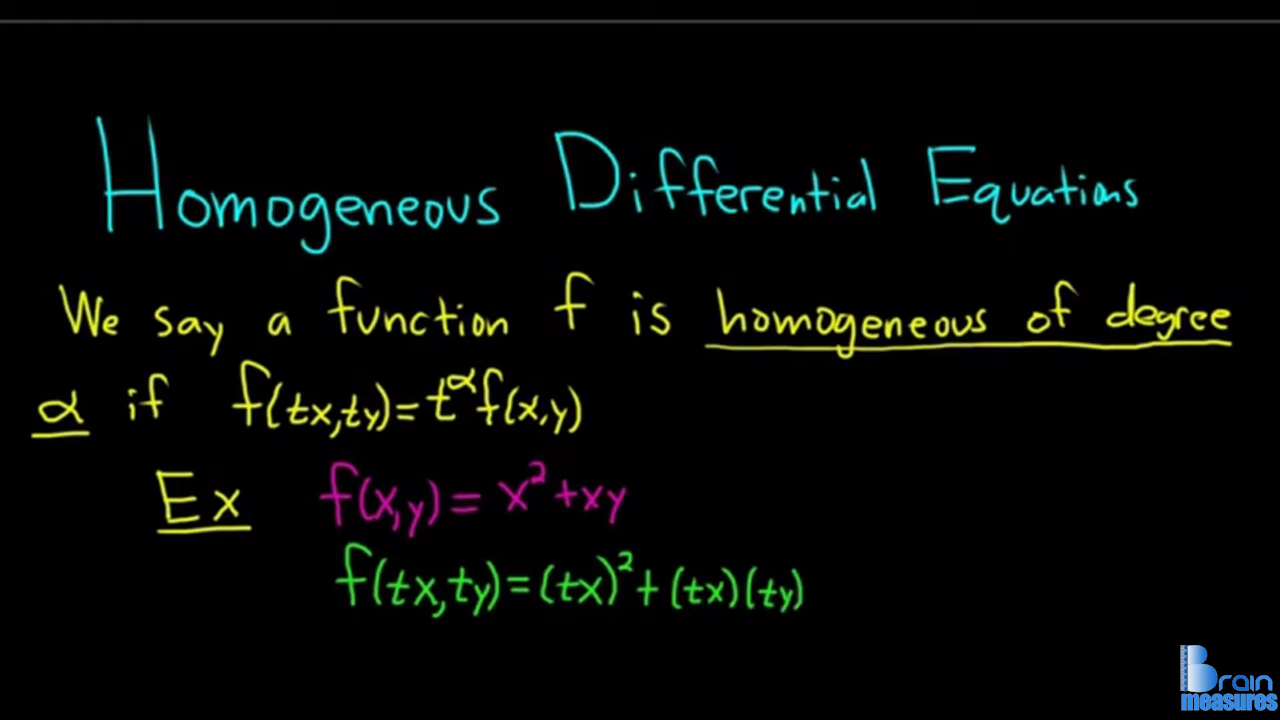 Homogeneous Differential Equations
We say a function f is homogeneous of degree
α if f(tx,ty)=t^α f(x,y)
Ex f(x,y)= x²+xy
f(tx,ty)=(tx)²+(tx)(ty)
Brain
measures